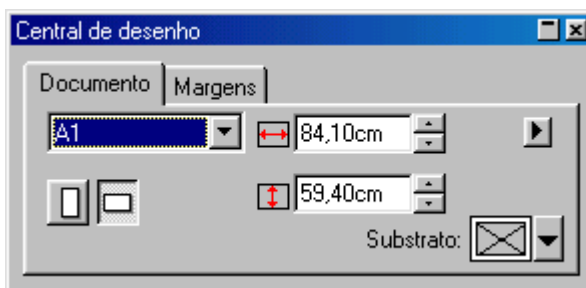 Central de desenho
Documento Margens
A1 84,10cm
59,40cm
Substrato: